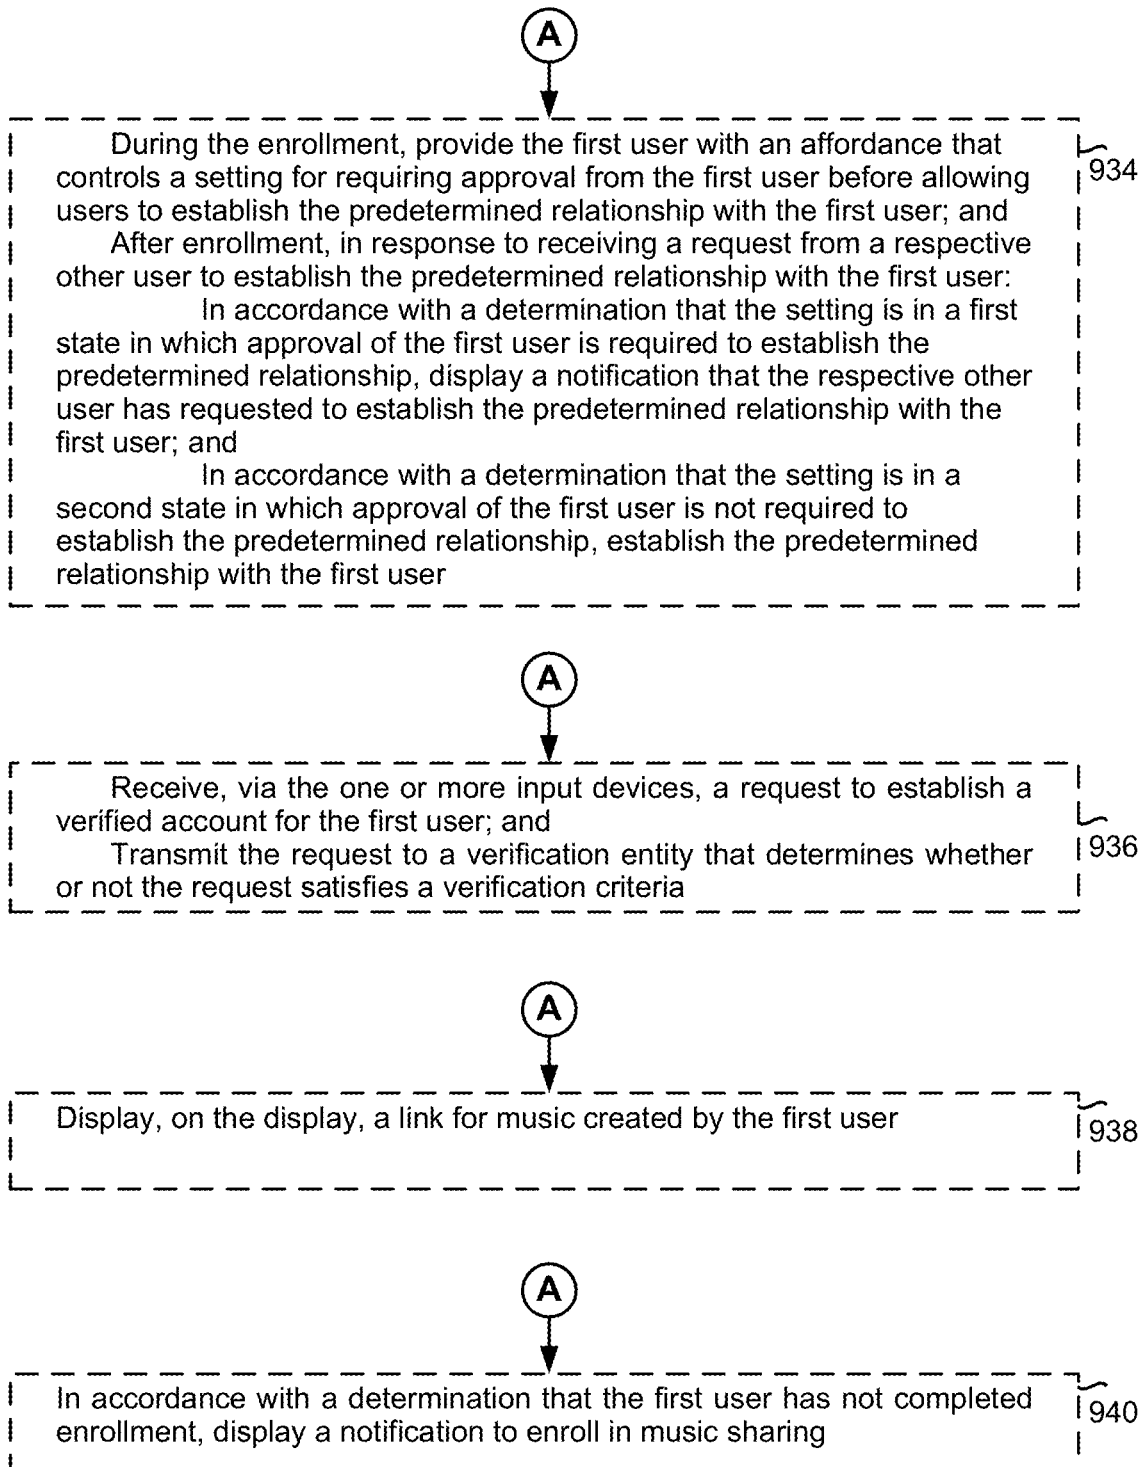 A
During the enrollment, provide the first user with an affordance that
controls a setting for requiring approval from the first user before allowing
users to establish the predetermined relationship with the first user; and
After enrollment, in response to receiving a request from a respective
other user to establish the predetermined relationship with the first user:
In accordance with a determination that the setting is in a first
state in which approval of the first user is required to establish the
predetermined relationship, display a notification that the respective other
user has requested to establish the predetermined relationship with the
first user; and
In accordance with a determination that the setting is in a
second state in which approval of the first user is not required to
establish the predetermined relationship, establish the predetermined
relationship with the first user
934
A
Receive, via the one or more input devices, a request to establish a
verified account for the first user; and
Transmit the request to a verification entity that determines whether
or not the request satisfies a verification criteria
936
A
Display, on the display, a link for music created by the first user
938
A
In accordance with a determination that the first user has not completed
enrollment, display a notification to enroll in music sharing
940